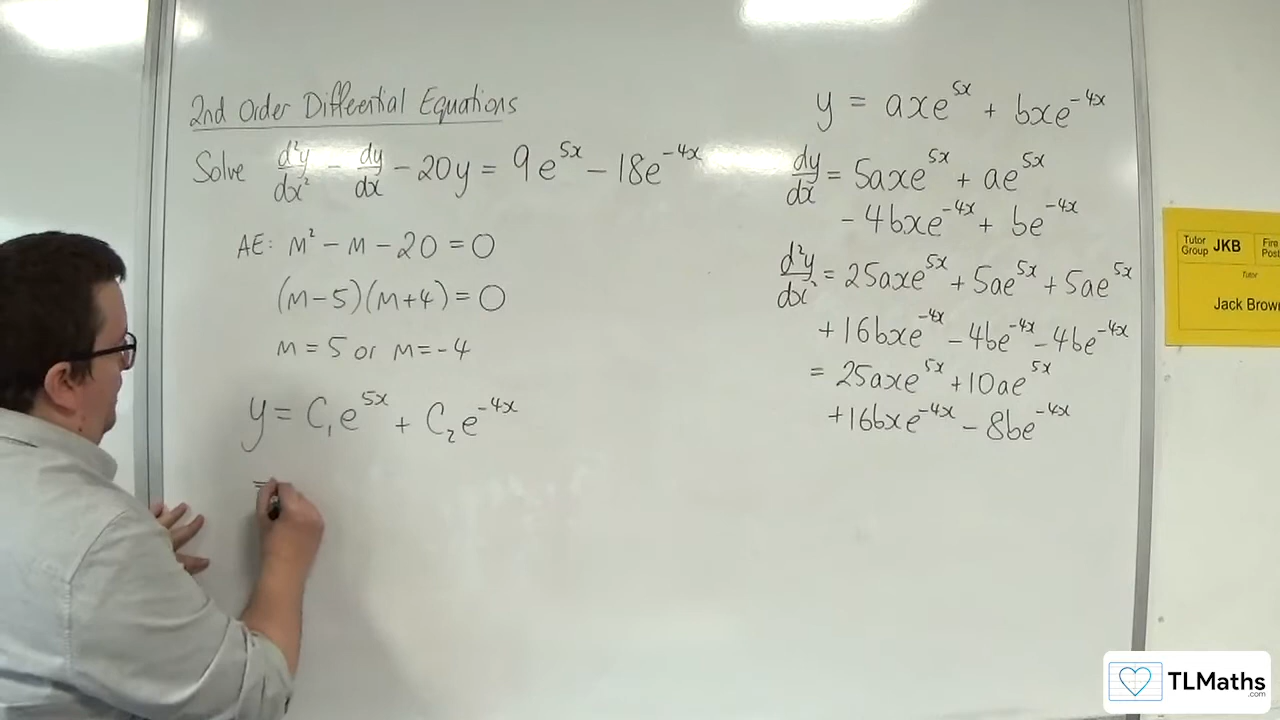 2nd Order Differential Equations
Solve d²y/dx² - dy/dx - 20y = 9e^5x - 18e^-4x
AE: m² - m - 20 = 0
(m-5)(m+4) = 0
m = 5 or m = -4
y = C₁e^5x + C₂e^-4x
=
y = axe^5x + bxe^-4x
dy/dx = 5axe^5x + ae^5x
- 4bxe^-4x + be^-4x
d²y/dx² = 25axe^5x + 5ae^5x + 5ae^5x
+ 16bxe^-4x - 4be^-4x - 4be^-4x
= 25axe^5x + 10ae^5x
+ 16bxe^-4x - 8be^-4x
Tutor Group JKB
Tutor
Jack Brow
TLMaths
.com